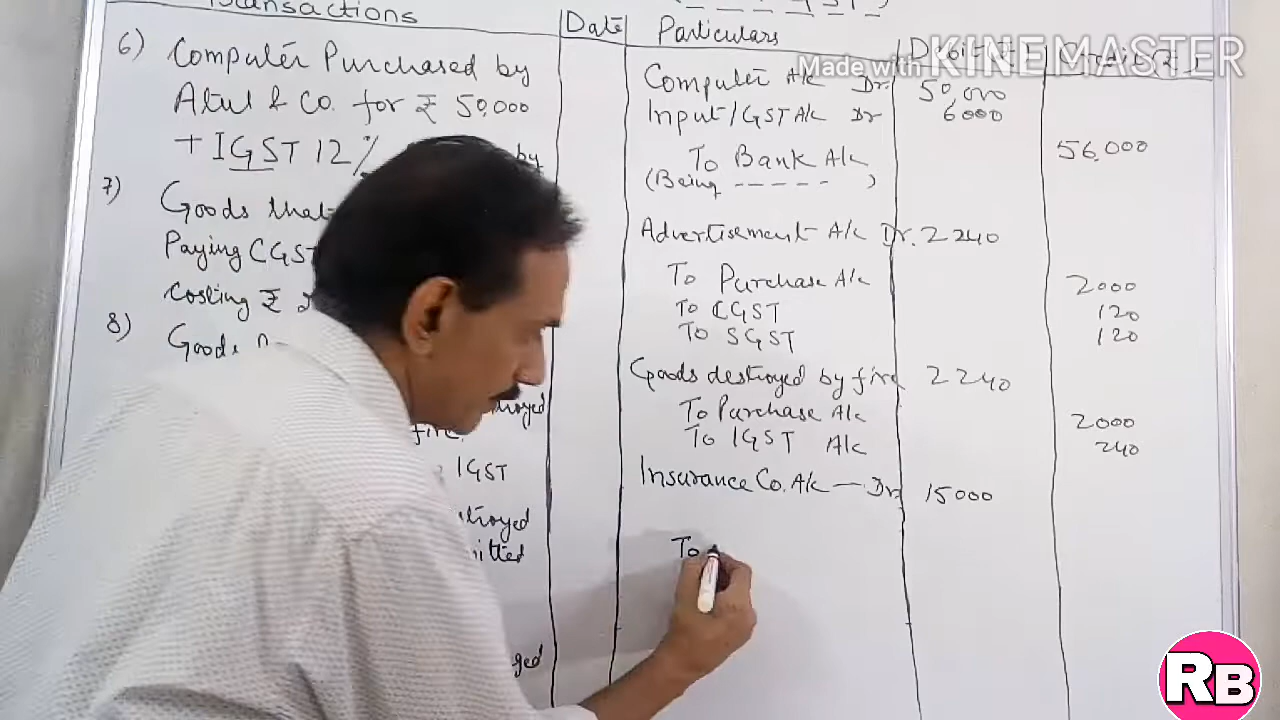 Transactions
Date
Particulars
Made with KINEMASTER
6) Computer Purchased by
Atul & Co. for ₹ 50,000
+ IGST 12% by
7) Goods that
Paying CGST
Costing ₹
8) Goods
fire.
IGST
Computer A/c Dr. 50,000
Input IGST A/c Dr 6000
To Bank A/c 56,000
(Being ------ )
Advertisement A/c Dr. 2240
To Purchase A/c 2000
To CGST 120
To SGST 120
Goods destroyed by fire 2240
To Purchase A/c 2000
To IGST A/c 240
Insurance Co. A/c — Dr. 15000
To
RB